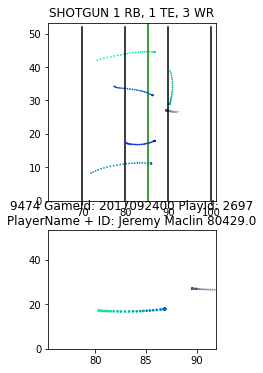 SHOTGUN 1 RB, 1 TE, 3 WR
50
40
30
20
10
0
70 80 90 100
9474 GameId: 2017092400 PlayId: 2697
PlayerName + ID: Jeremy Maclin 80429.0
40
20
0
80 85 90